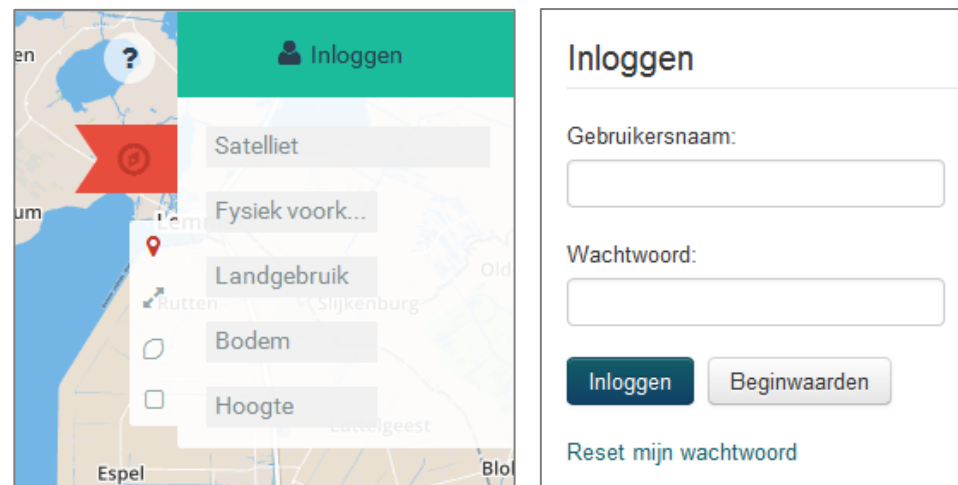 en
?
Inloggen
Satelliet
Fysiek voork...
um
Lem
Landgebruik
Old
Rutten
Slijkenburg
Bodem
Hoogte
Luttelgeest
Espel
Blol
Inloggen
Gebruikersnaam:
Wachtwoord:
Inloggen Beginwaarden
Reset mijn wachtwoord